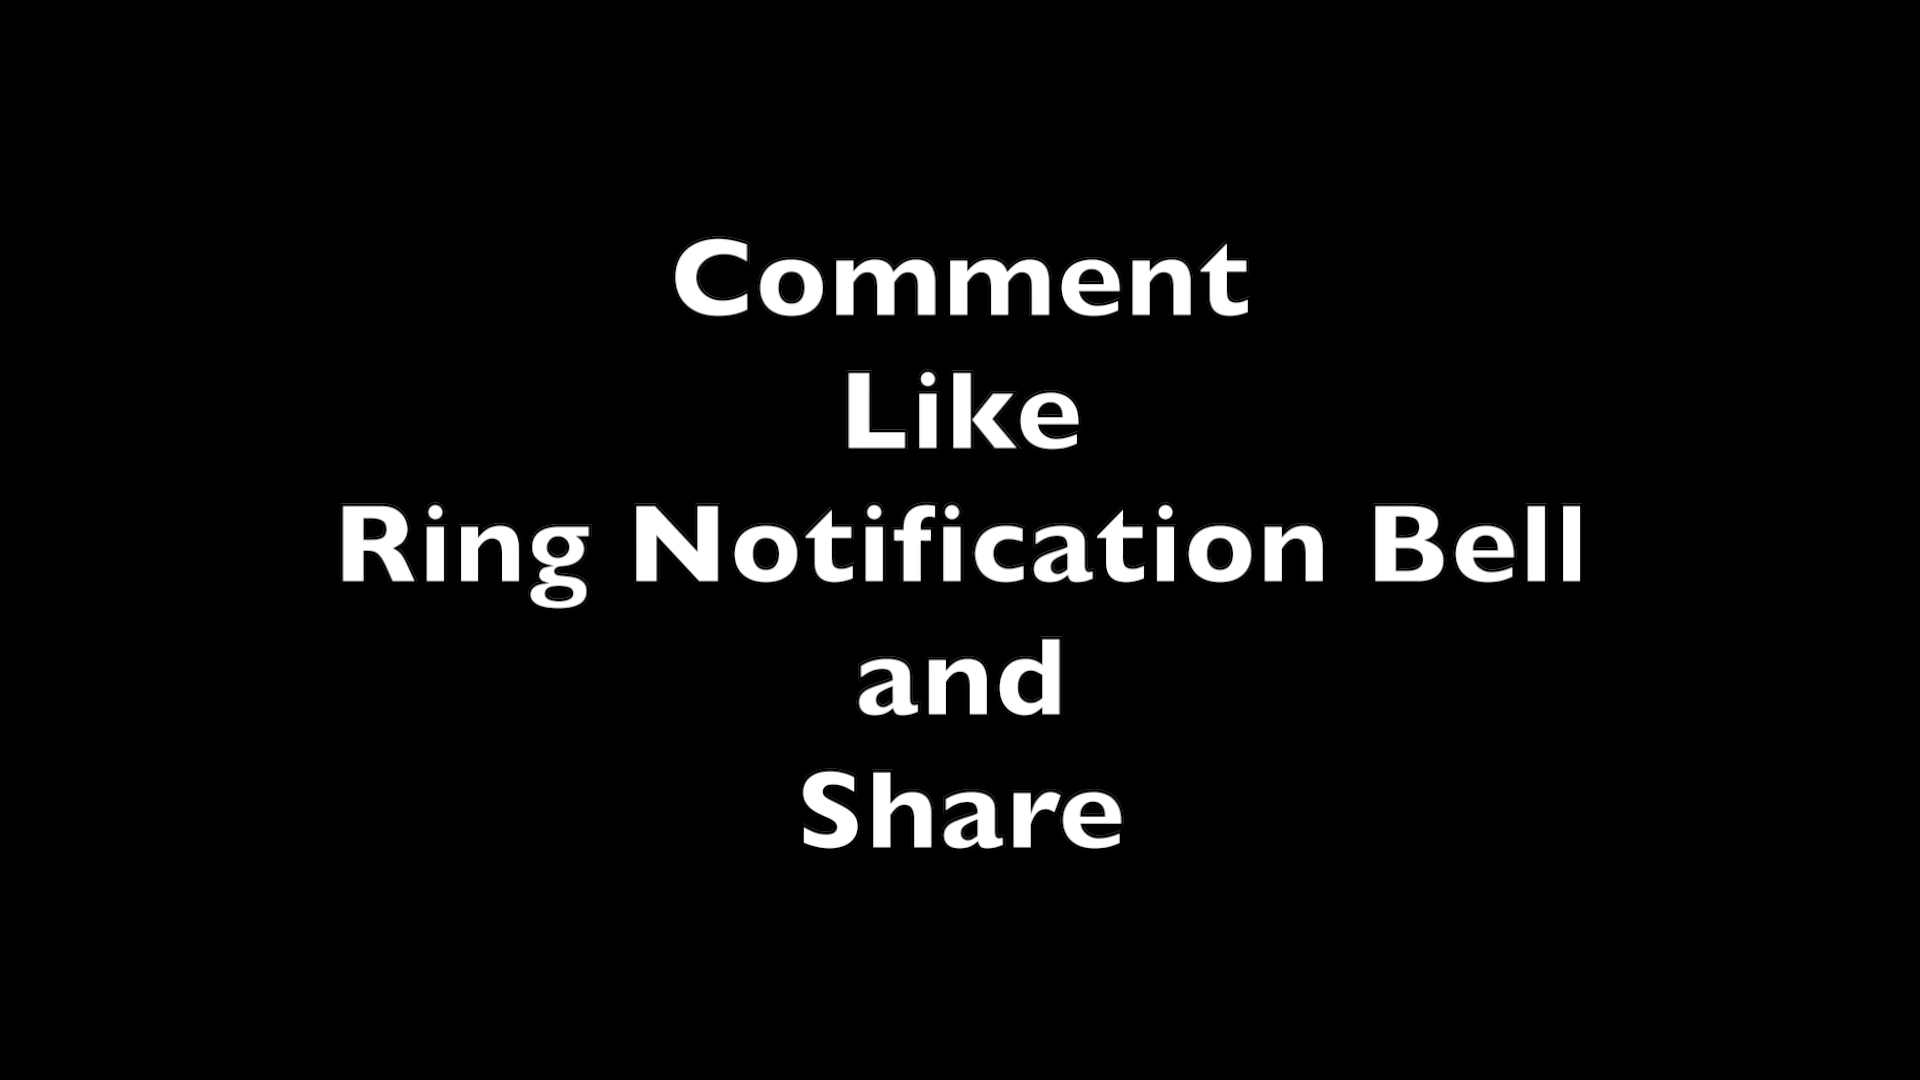 Comment
Like
Ring Notification Bell
and
Share